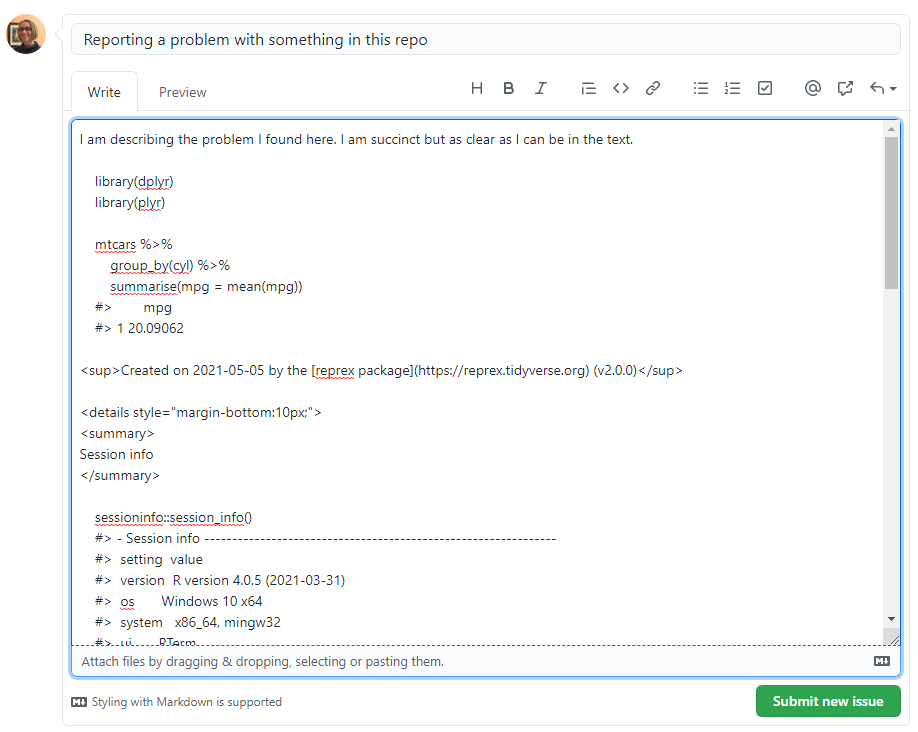 Reporting a problem with something in this repo
Write Preview
I am describing the problem I found here. I am succinct but as clear as I can be in the text.
library(dplyr)
library(plyr)
mtcars %>%
group_by(cyl) %>%
summarise(mpg = mean(mpg))
#> mpg
#> 1 20.09062
<sup>Created on 2021-05-05 by the [reprex package](https://reprex.tidyverse.org) (v2.0.0)</sup>
<details style="margin-bottom:10px;">
<summary>
Session info
</summary>
sessioninfo::session_info()
#> - Session info ---------------------------------------------------------------
#> setting value
#> version R version 4.0.5 (2021-03-31)
#> os Windows 10 x64
#> system x86_64, mingw32
#> ui RTerm
Attach files by dragging & dropping, selecting or pasting them.
Styling with Markdown is supported
Submit new issue